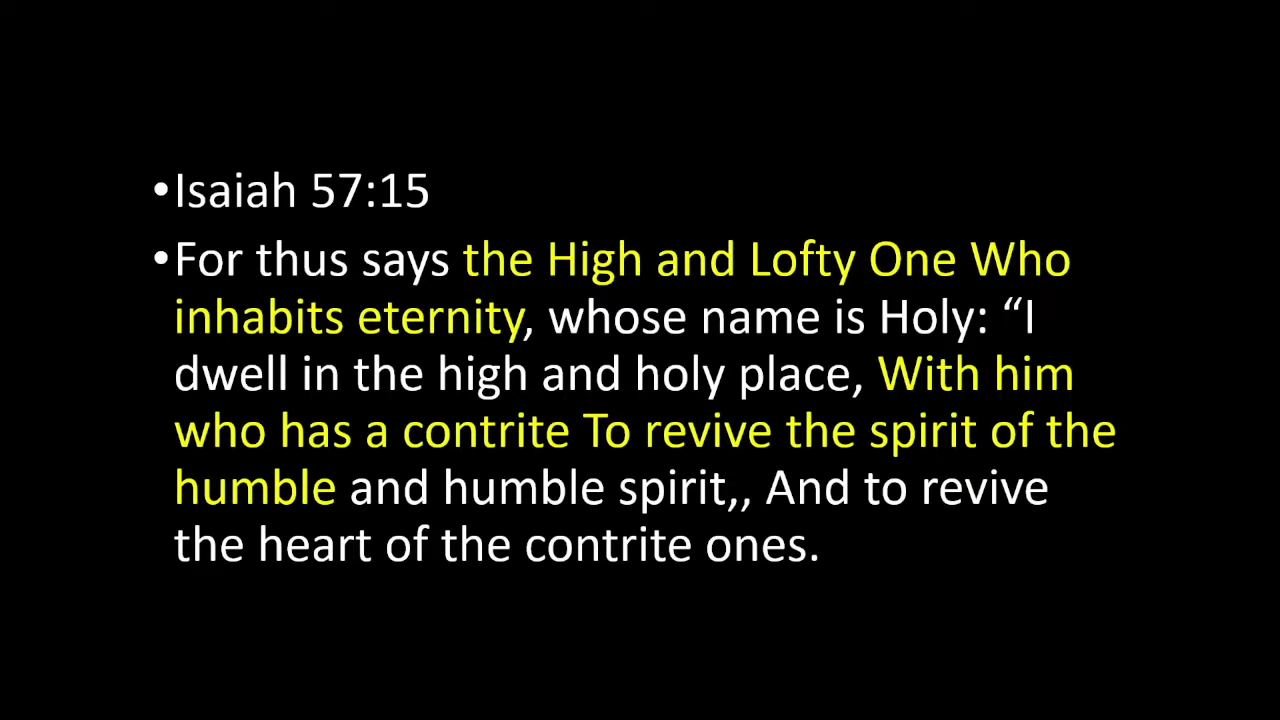 •Isaiah 57:15
•For thus says the High and Lofty One Who
inhabits eternity, whose name is Holy: “I
dwell in the high and holy place, With him
who has a contrite To revive the spirit of the
humble and humble spirit,, And to revive
the heart of the contrite ones.